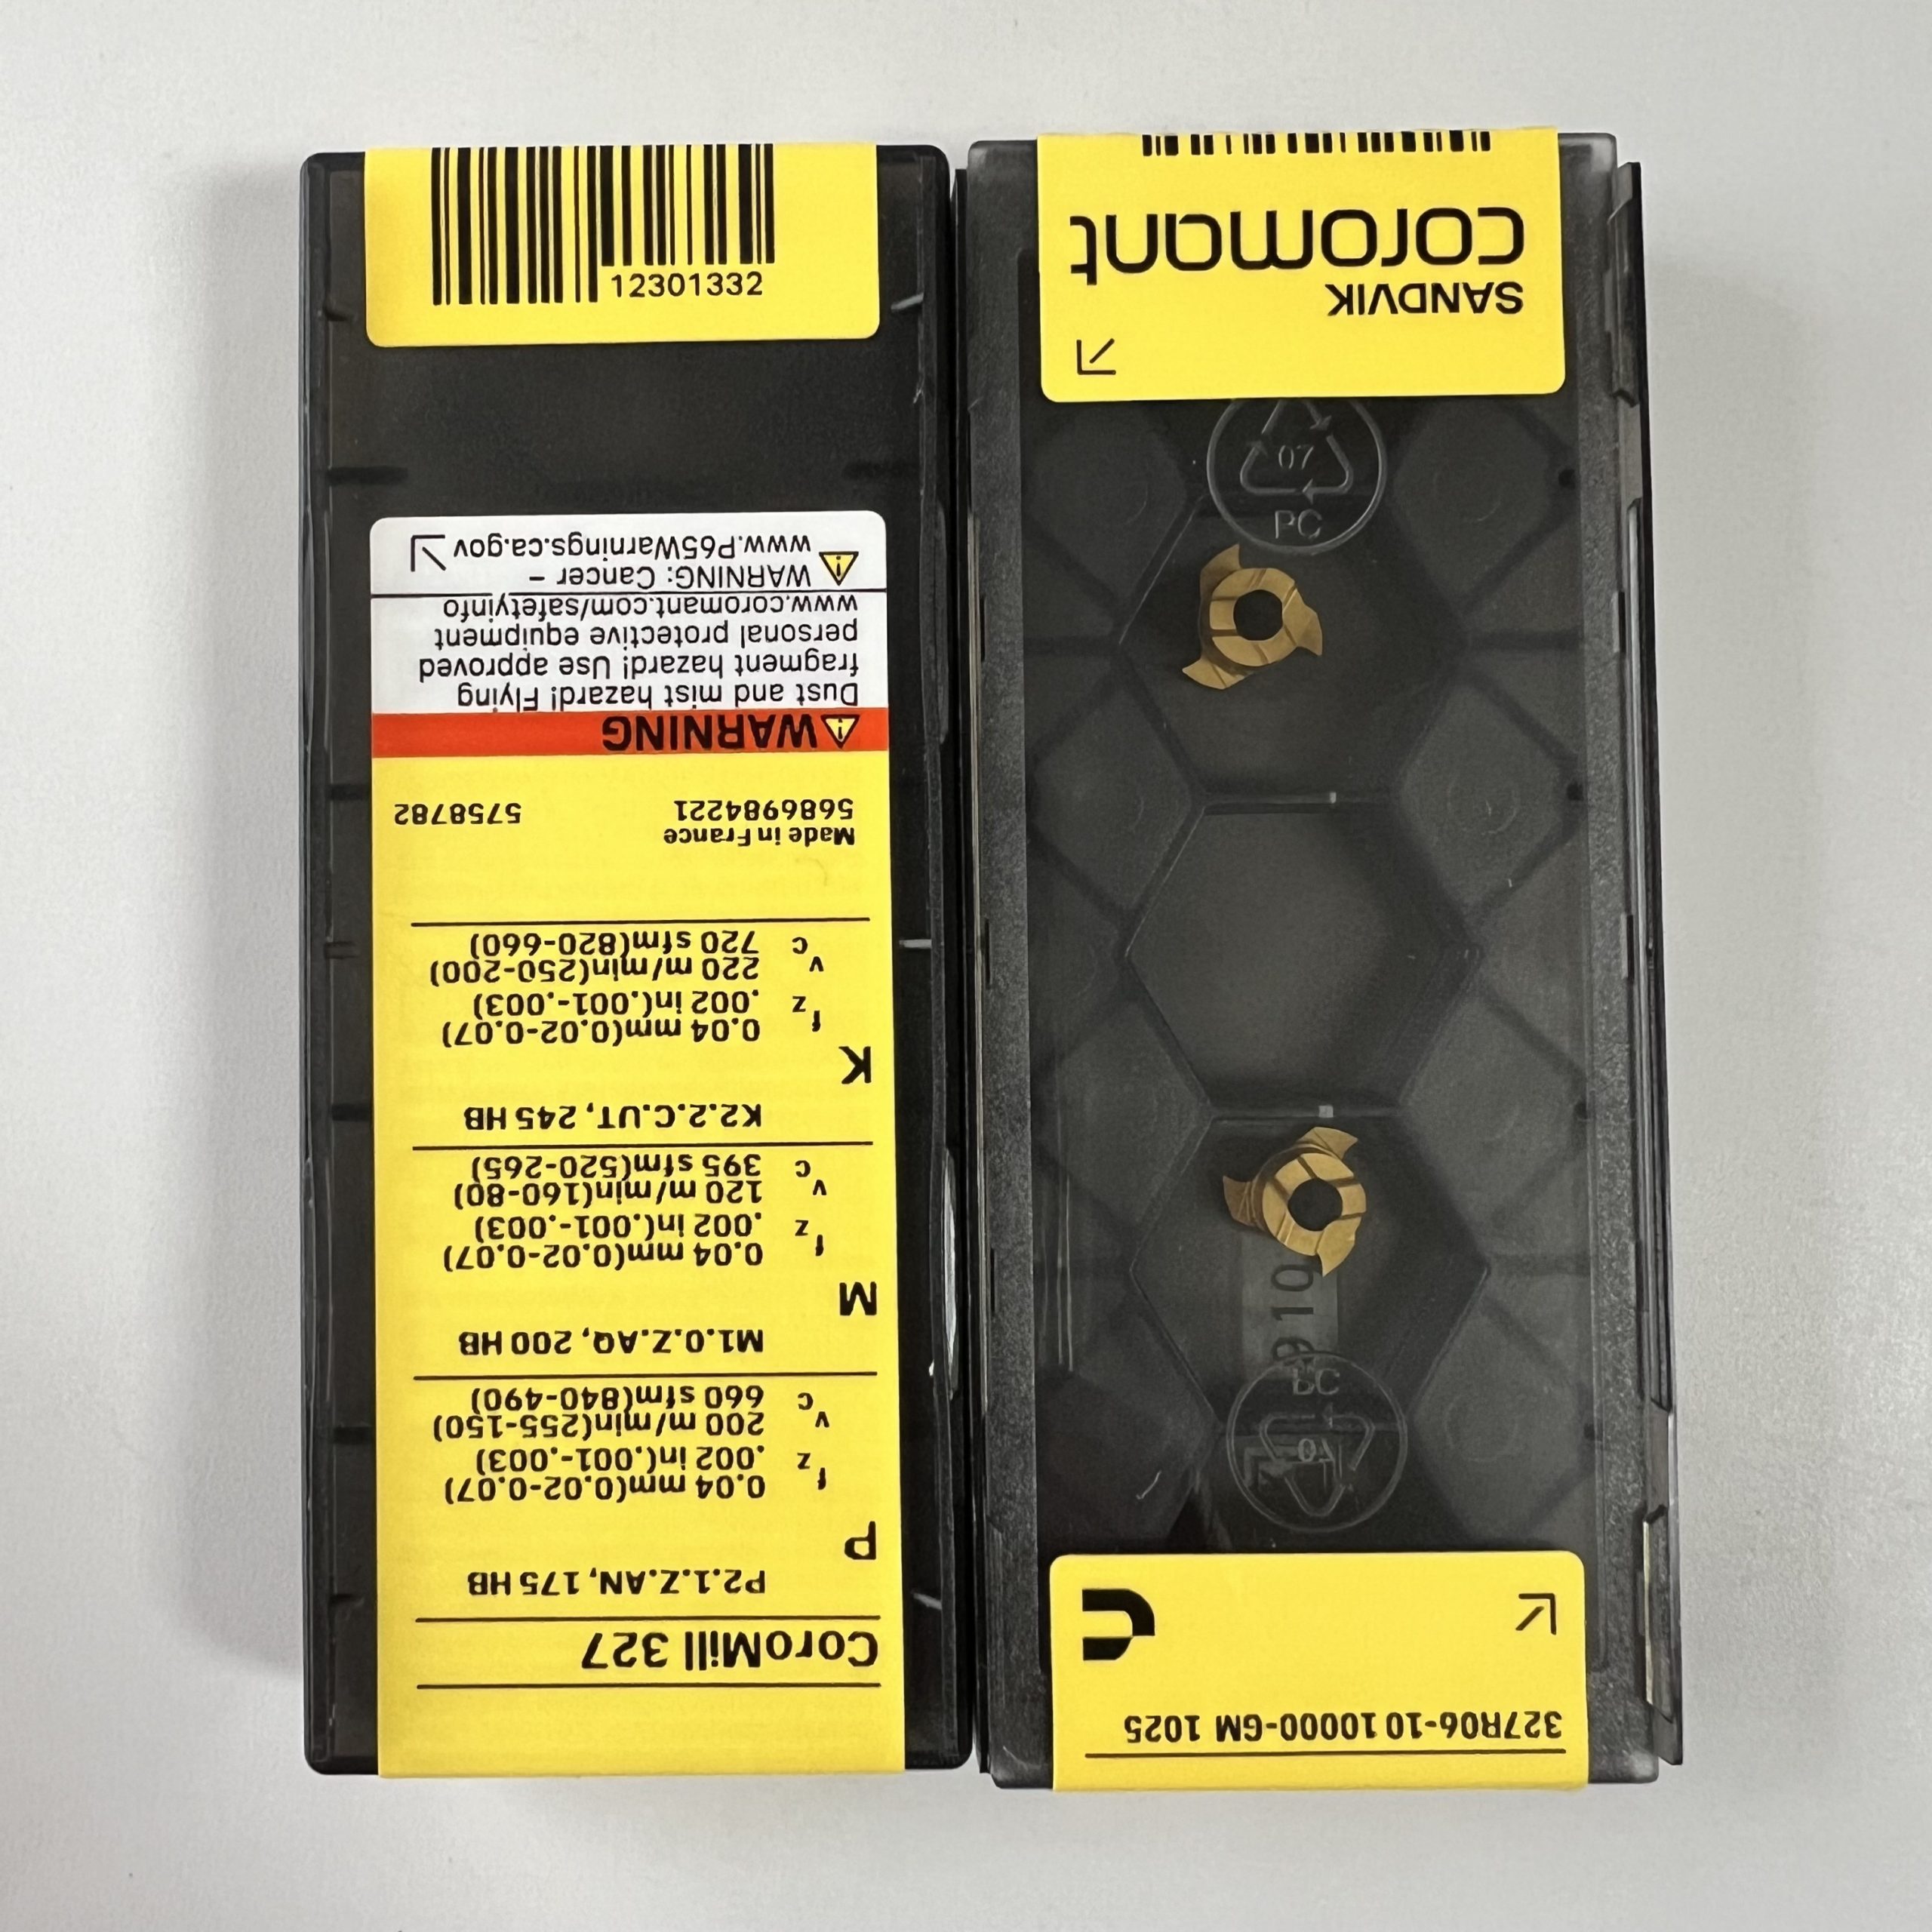 12301332
CoroMill 327
P2.1.Z.AN, 175 HB
P
f z 0.04 mm(0.02-0.07)
.002 in(.001-.003)
v c 200 m/min(255-150)
660 sfm(840-490)
M1.0.Z.AQ, 200 HB
M
f z 0.04 mm(0.02-0.07)
.002 in(.001-.003)
v c 120 m/min(160-80)
395 sfm(520-265)
K2.2.C.UT, 245 HB
K
f z 0.04 mm(0.02-0.07)
.002 in(.001-.003)
v c 220 m/min(250-200)
720 sfm(820-660)
Made in France
5686984221 5758782
WARNING
Dust and mist hazard! Flying
fragment hazard! Use approved
personal protective equipment
www.coromant.com/safetyinfo
WARNING: Cancer –
www.P65Warnings.ca.gov
327R06-10 10000-GM 1025
SANDVIK
coromant
07
PC
910
PC
07